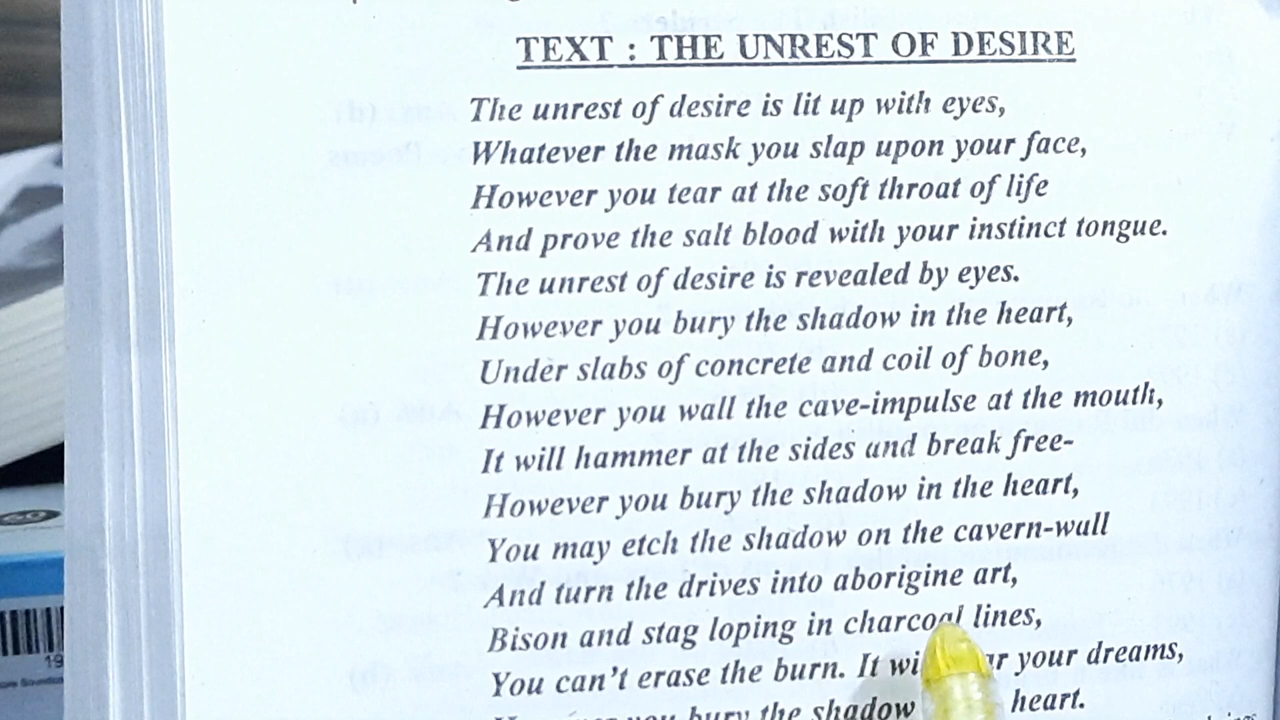 TEXT : THE UNREST OF DESIRE
The unrest of desire is lit up with eyes,
Whatever the mask you slap upon your face,
However you tear at the soft throat of life
And prove the salt blood with your instinct tongue.
The unrest of desire is revealed by eyes.
However you bury the shadow in the heart,
Under slabs of concrete and coil of bone,
However you wall the cave-impulse at the mouth,
It will hammer at the sides and break free-
However you bury the shadow in the heart,
You may etch the shadow on the cavern-wall
And turn the drives into aborigine art,
Bison and stag loping in charcoal lines,
You can't erase the burn. It your dreams,
you bury the shadow heart.
19